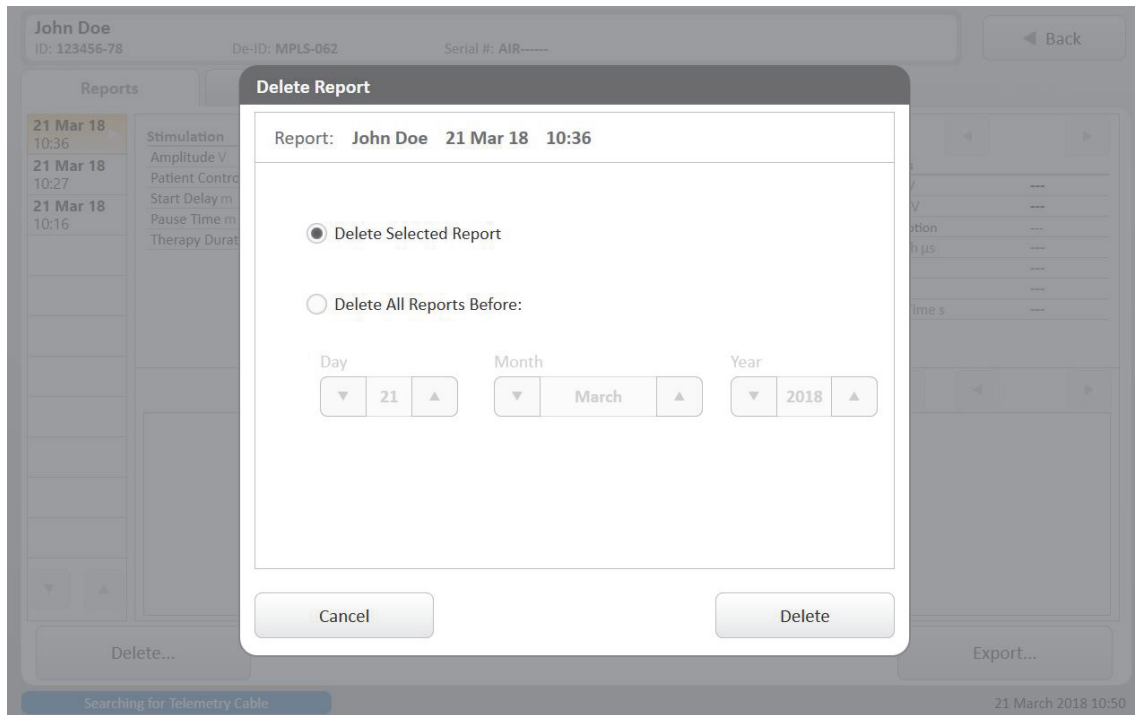 John Doe
ID: 123456-78 De-ID: MPLS-062 Serial #: AIR------
◀ Back
Reports
21 Mar 18
10:36
21 Mar 18
10:27
21 Mar 18
10:16
Stimulation
Amplitude V
Patient Contro
Start Delay m
Pause Time m
Therapy Durat
Delete Report
Report: John Doe 21 Mar 18 10:36
Delete Selected Report
Delete All Reports Before:
Day Month Year
▼ 21 ▲ ▼ March ▲ ▼ 2018 ▲
Cancel
Delete
---
V ---
ption ---
h µs ---
---
---
Time s ---
Delete...
Export...
Searching for Telemetry Cable
21 March 2018 10:50